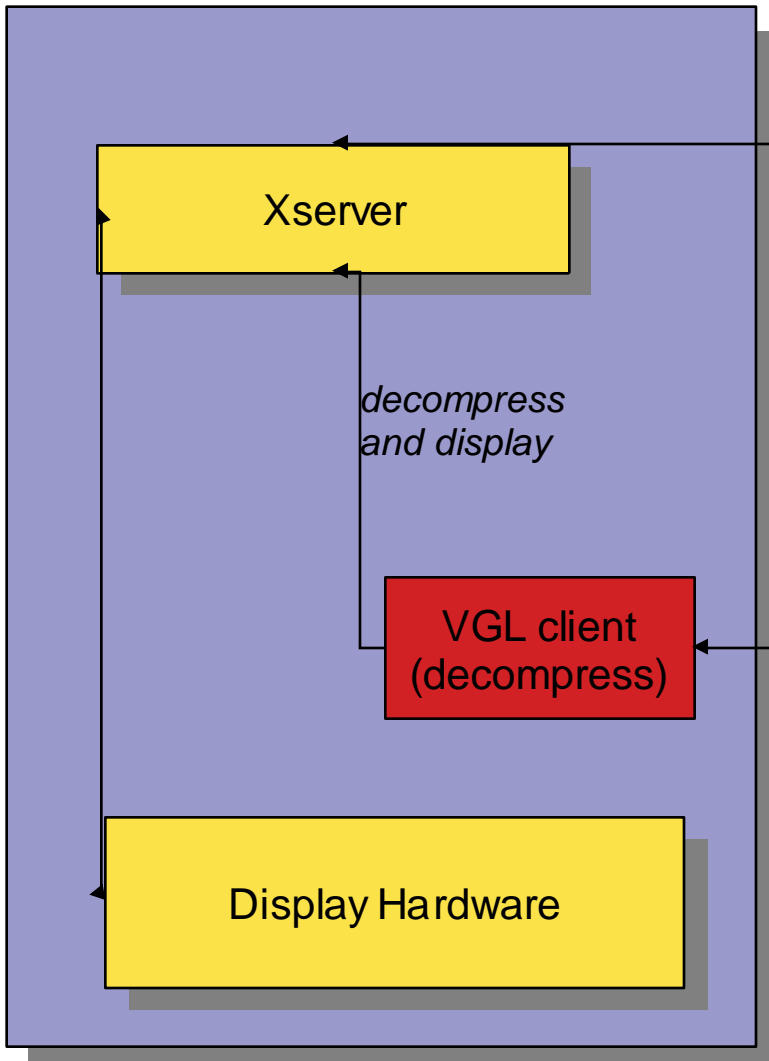 Xserver
decompress
and display
VGL client
(decompress)
Display Hardware